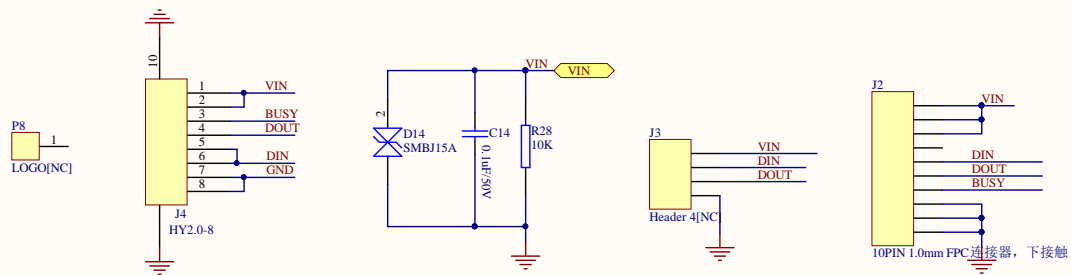 P8
1
LOGO[NC]
10
1
VIN
2
3
BUSY
4
DOUT
5
6
DIN
7
GND
8
J4
HY2.0-8
VIN
VIN
2
D14
SMBJ15A
C14
0.1uF/50V
R28
10K
J3
VIN
DIN
DOUT
Header 4[NC]
J2
VIN
DIN
DOUT
BUSY
10PIN 1.0mm FPC连接器，下接触